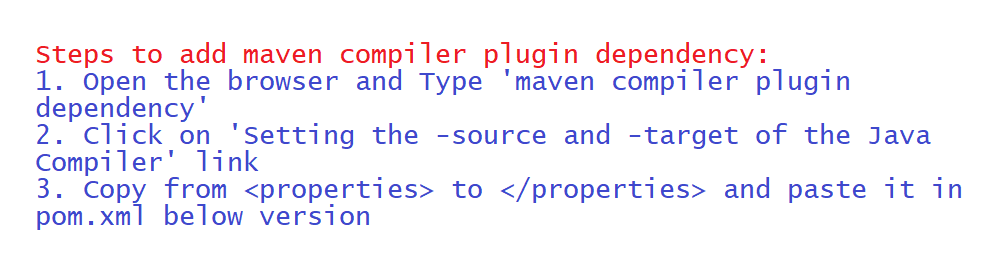 Steps to add maven compiler plugin dependency:
1. Open the browser and Type 'maven compiler plugin
dependency'
2. Click on 'Setting the -source and -target of the Java
Compiler' link
3. Copy from <properties> to </properties> and paste it in
pom.xml below version